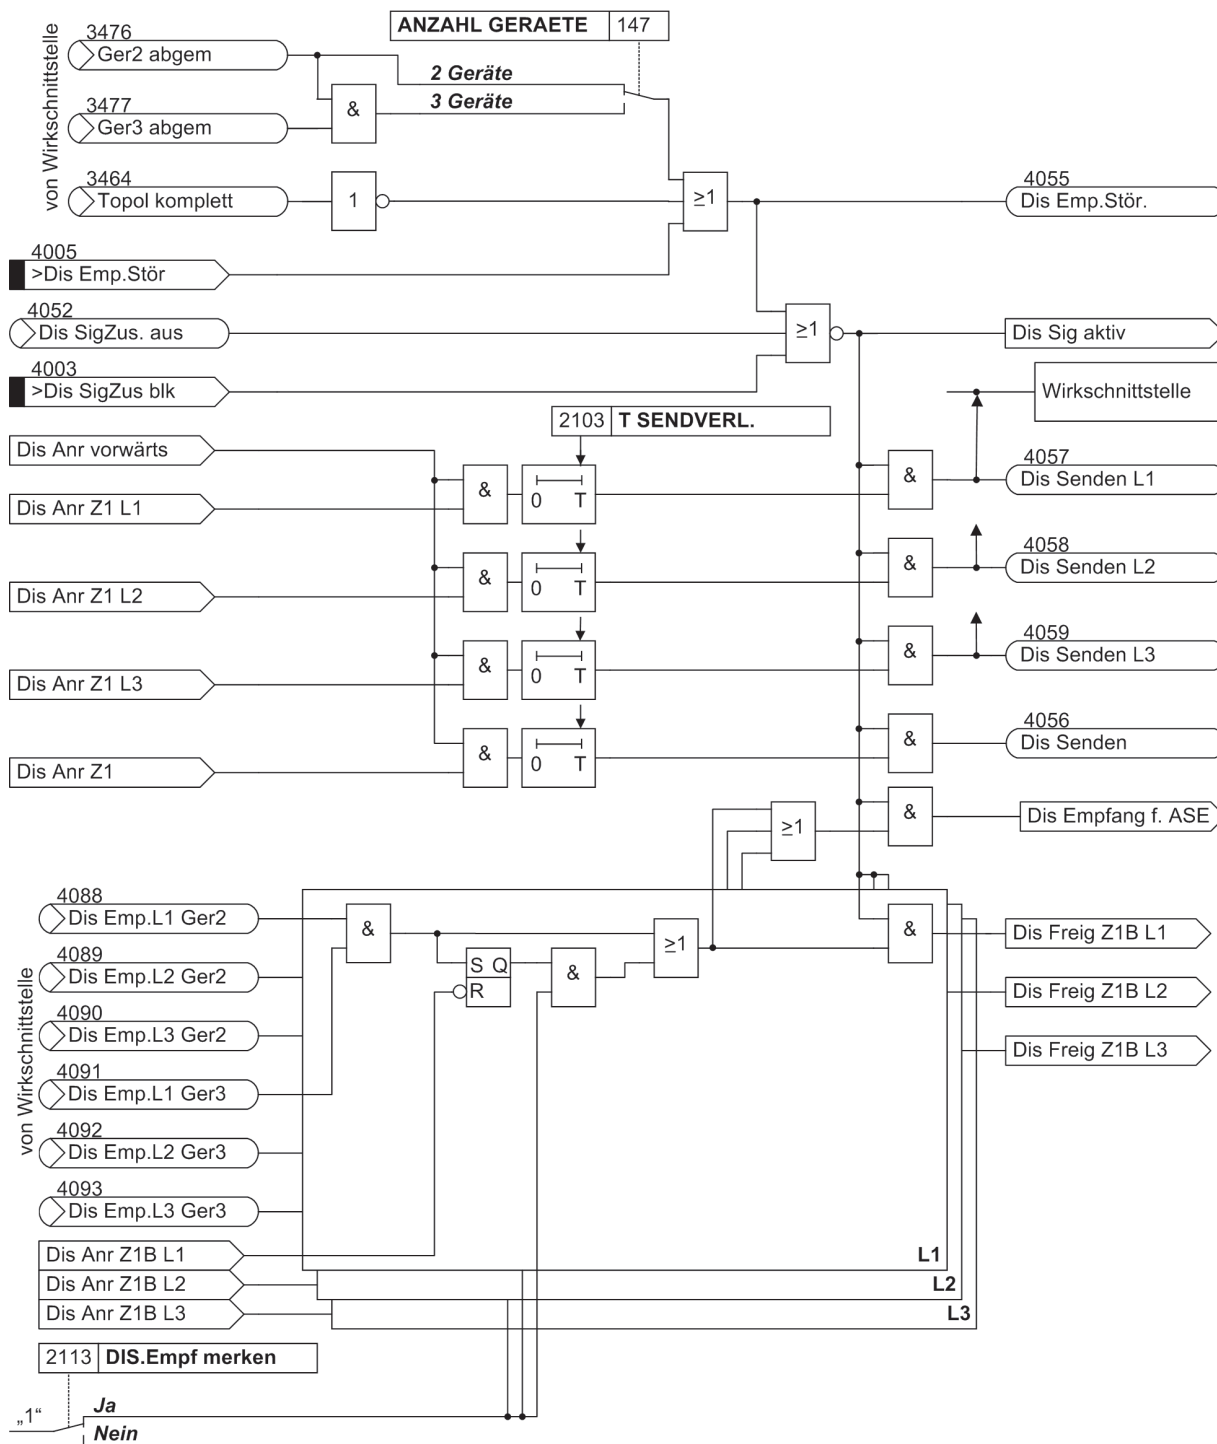 von Wirkschnittstelle
3476
Ger2 abgem
ANZAHL GERAETE 147
2 Geräte
3 Geräte
3477
Ger3 abgem
&
3464
Topol komplett
1
≥1
4055
Dis Emp.Stör.
4005
>Dis Emp.Stör
4052
Dis SigZus. aus
≥1
Dis Sig aktiv
4003
>Dis SigZus blk
Wirkschnittstelle
2103 T SENDVERL.
Dis Anr vorwärts
&
0 T
&
4057
Dis Senden L1
Dis Anr Z1 L1
&
0 T
&
4058
Dis Senden L2
Dis Anr Z1 L2
&
0 T
&
4059
Dis Senden L3
Dis Anr Z1 L3
&
0 T
&
4056
Dis Senden
Dis Anr Z1
≥1
&
Dis Empfang f. ASE
von Wirkschnittstelle
4088
Dis Emp.L1 Ger2
&
S Q
R
&
≥1
&
Dis Freig Z1B L1
4089
Dis Emp.L2 Ger2
Dis Freig Z1B L2
4090
Dis Emp.L3 Ger2
Dis Freig Z1B L3
4091
Dis Emp.L1 Ger3
4092
Dis Emp.L2 Ger3
4093
Dis Emp.L3 Ger3
Dis Anr Z1B L1
L1
Dis Anr Z1B L2
L2
Dis Anr Z1B L3
L3
2113 DIS.Empf merken
„1“
Ja
Nein